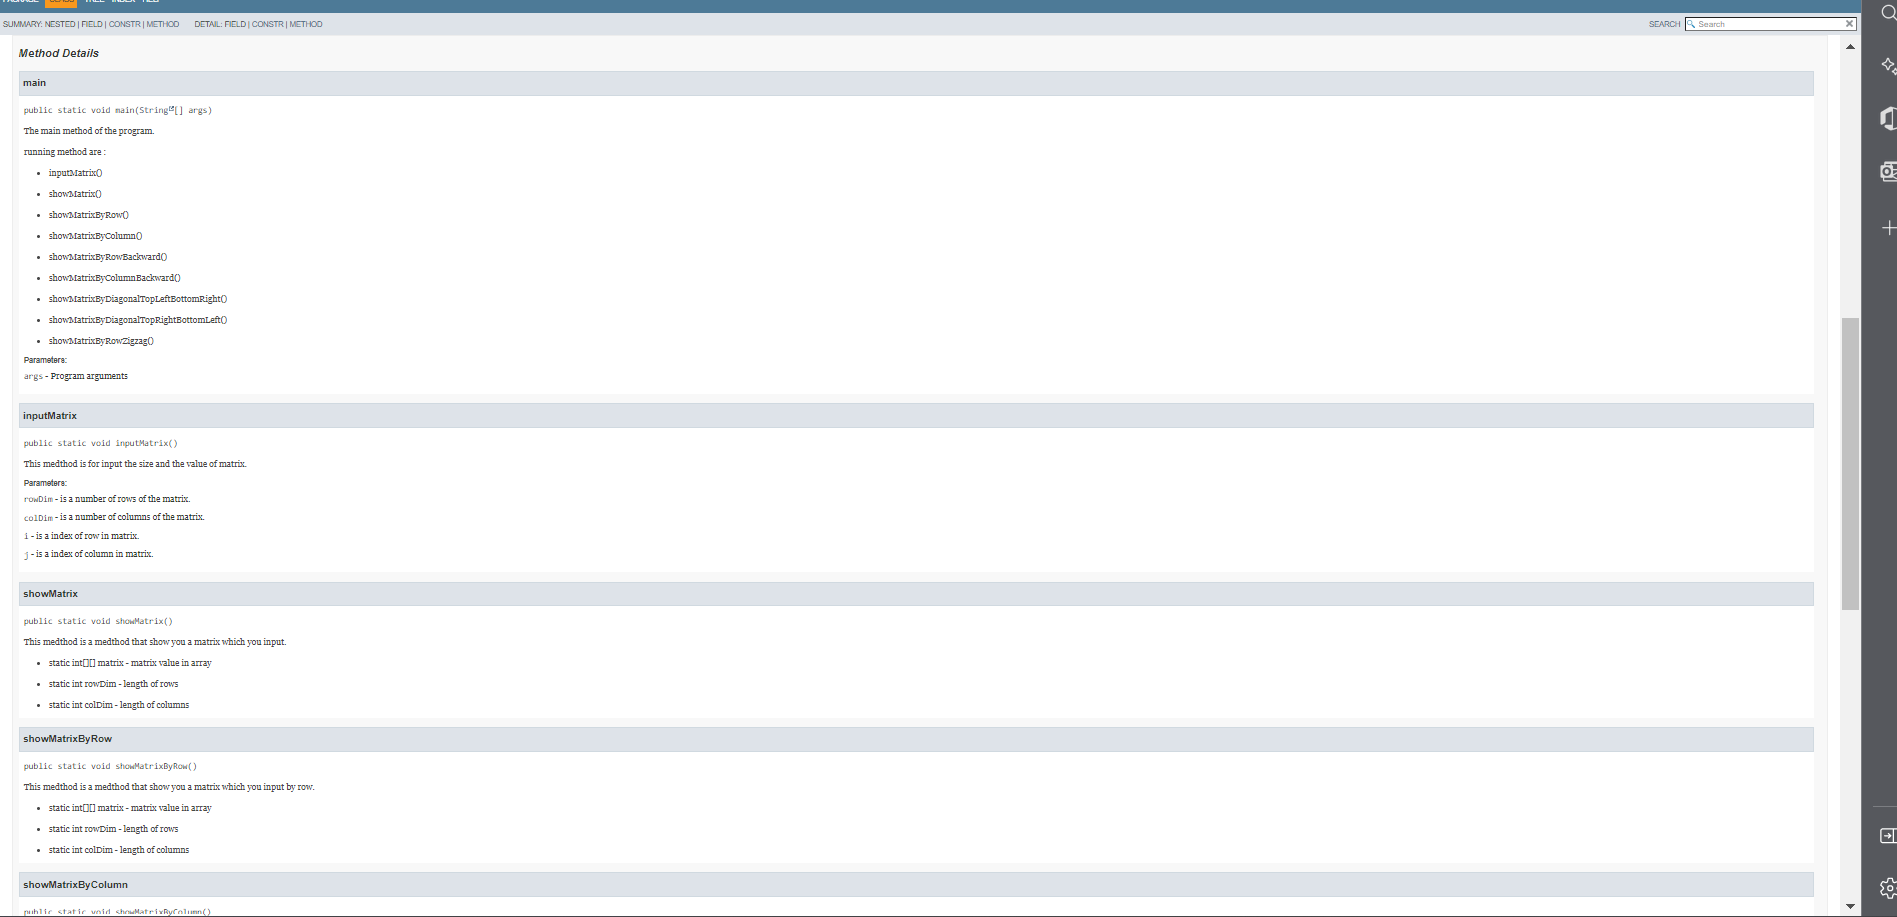 SUMMARY: NESTED | FIELD | CONSTR | METHOD DETAIL: FIELD | CONSTR | METHOD SEARCH Search
Method Details
main
public static void main(String[] args)
The main method of the program.
running method are :
inputMatrix()
showMatrix()
showMatrixByRow()
showMatrixByColumn()
showMatrixByRowBackward()
showMatrixByColumnBackward()
showMatrixByDiagonalTopLeftBottomRight()
showMatrixByDiagonalTopRightBottomLeft()
showMatrixByRowZigzag()
Parameters:
args - Program arguments
inputMatrix
public static void inputMatrix()
This medthod is for input the size and the value of matrix.
Parameters:
rowDim - is a number of rows of the matrix.
colDim - is a number of columns of the matrix.
i - is a index of row in matrix.
j - is a index of column in matrix.
showMatrix
public static void showMatrix()
This medthod is a medthod that show you a matrix which you input.
static int[][] matrix - matrix value in array
static int rowDim - length of rows
static int colDim - length of columns
showMatrixByRow
public static void showMatrixByRow()
This medthod is a medthod that show you a matrix which you input by row.
static int[][] matrix - matrix value in array
static int rowDim - length of rows
static int colDim - length of columns
showMatrixByColumn
public static void showMatrixByColumn()